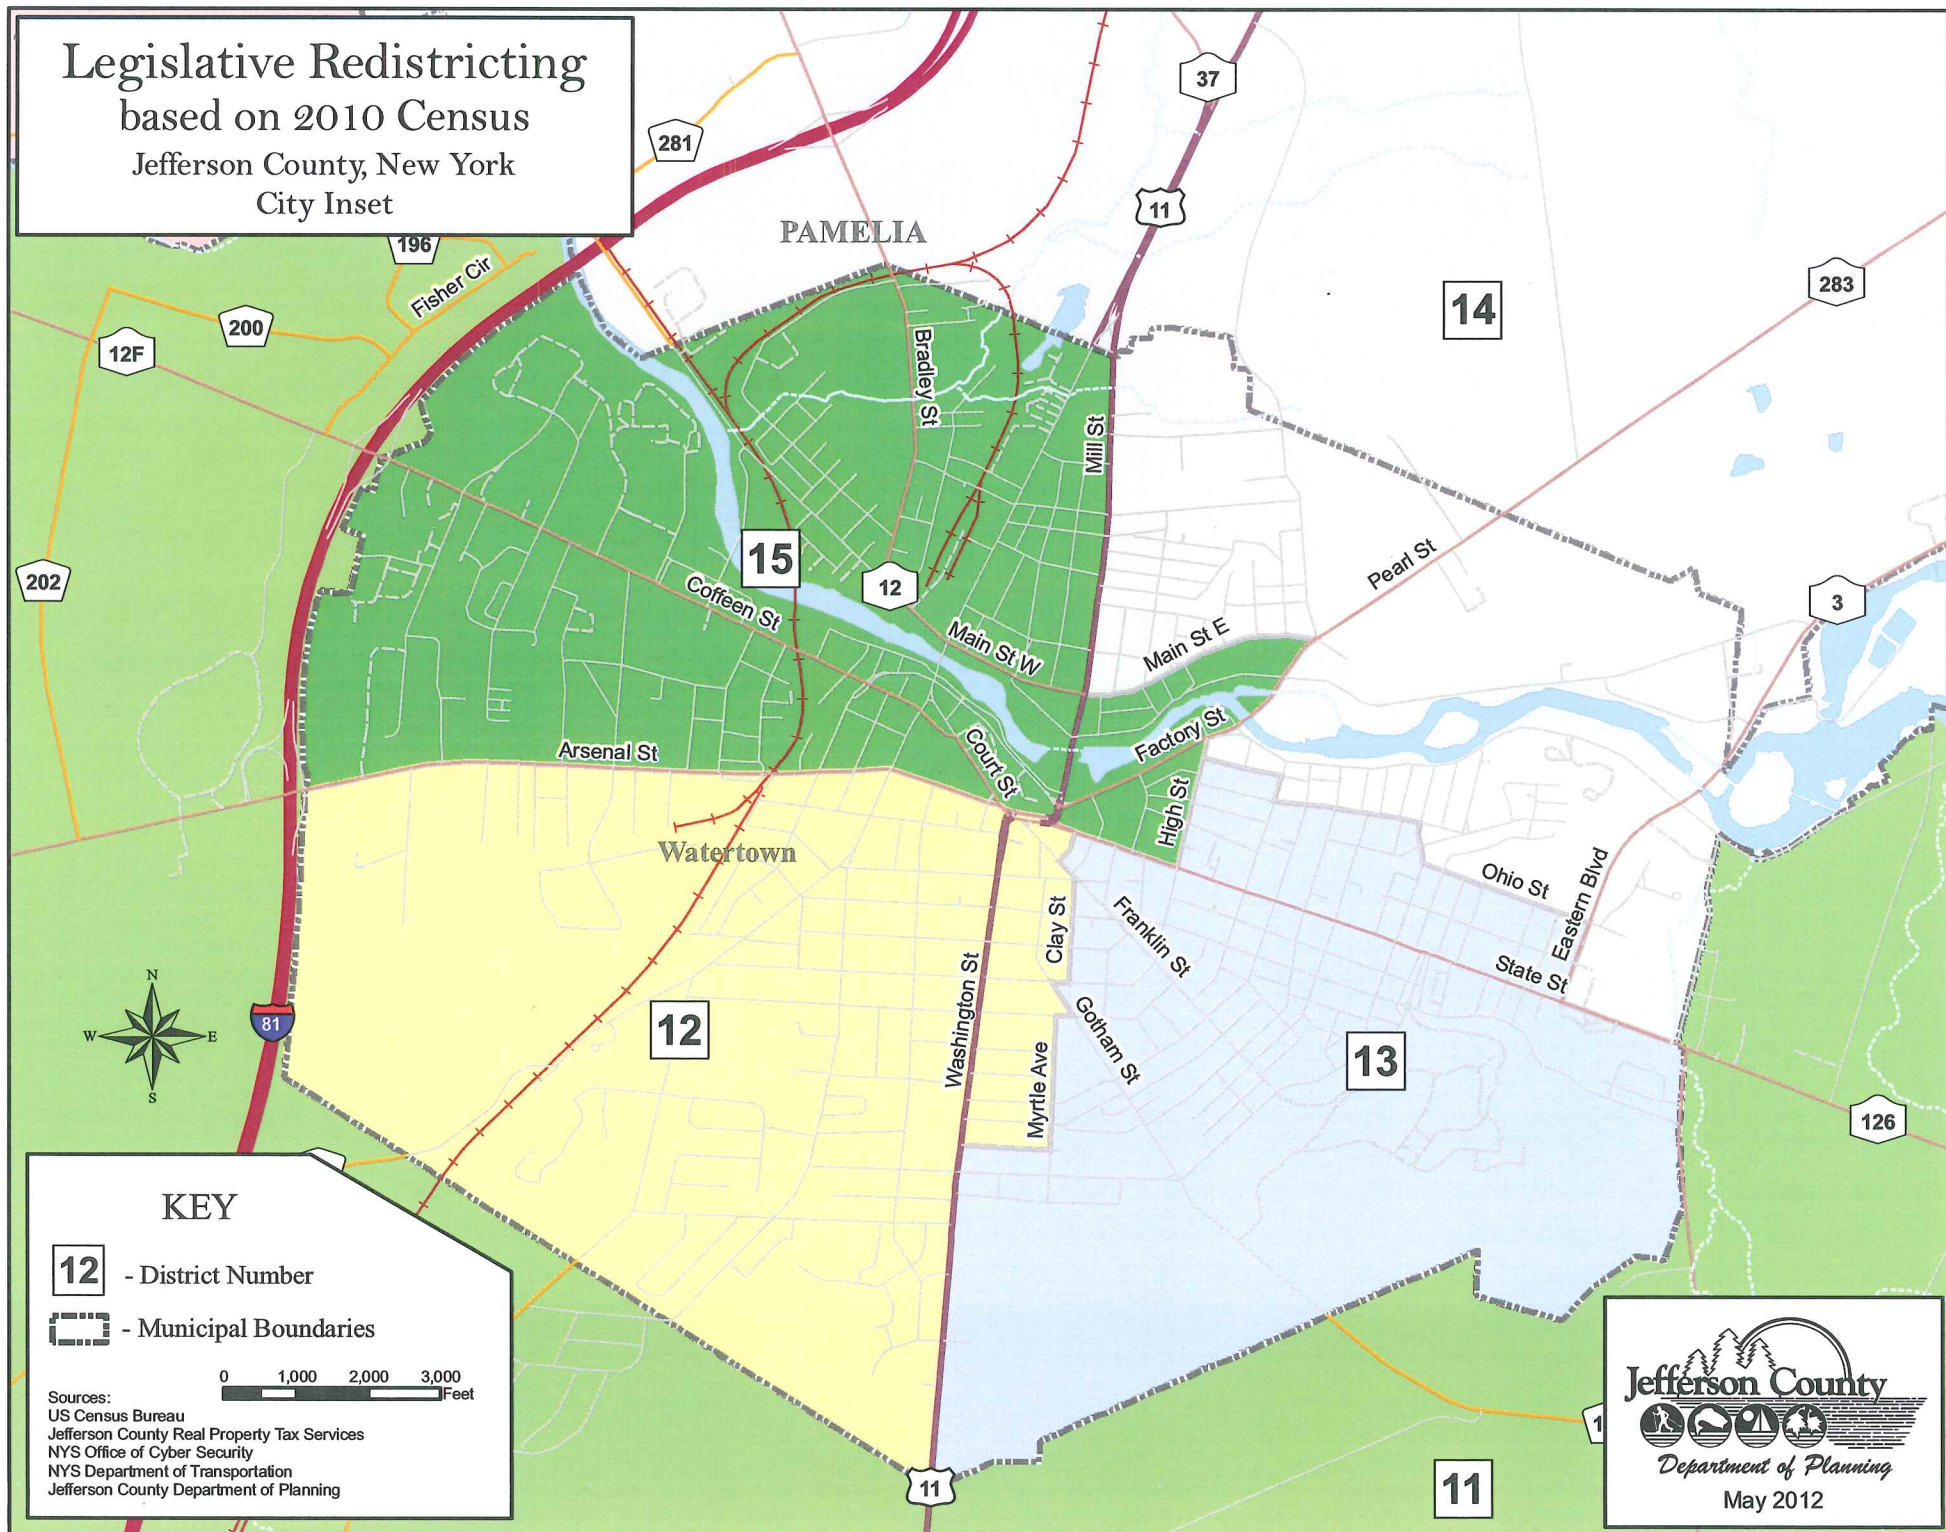 Legislative Redistricting
based on 2010 Census
Jefferson County, New York
City Inset
37
281
11
PAMELIA
196
Fisher Cir
200
12F
14
283
Bradley St
Mill St
15
12
202
Pearl St
3
Coffeen St
Main St W
Main St E
Factory St
Arsenal St
Court St
High St
Watertown
Ohio St
Eastern Blvd
Clay St
Franklin St
State St
Washington St
N
W
E
S
81
12
Gotham St
Myrtle Ave
13
126
KEY
12 - District Number
- Municipal Boundaries
0 1,000 2,000 3,000
Feet
Sources:
US Census Bureau
Jefferson County Real Property Tax Services
NYS Office of Cyber Security
NYS Department of Transportation
Jefferson County Department of Planning
11
11
Jefferson County
Department of Planning
May 2012